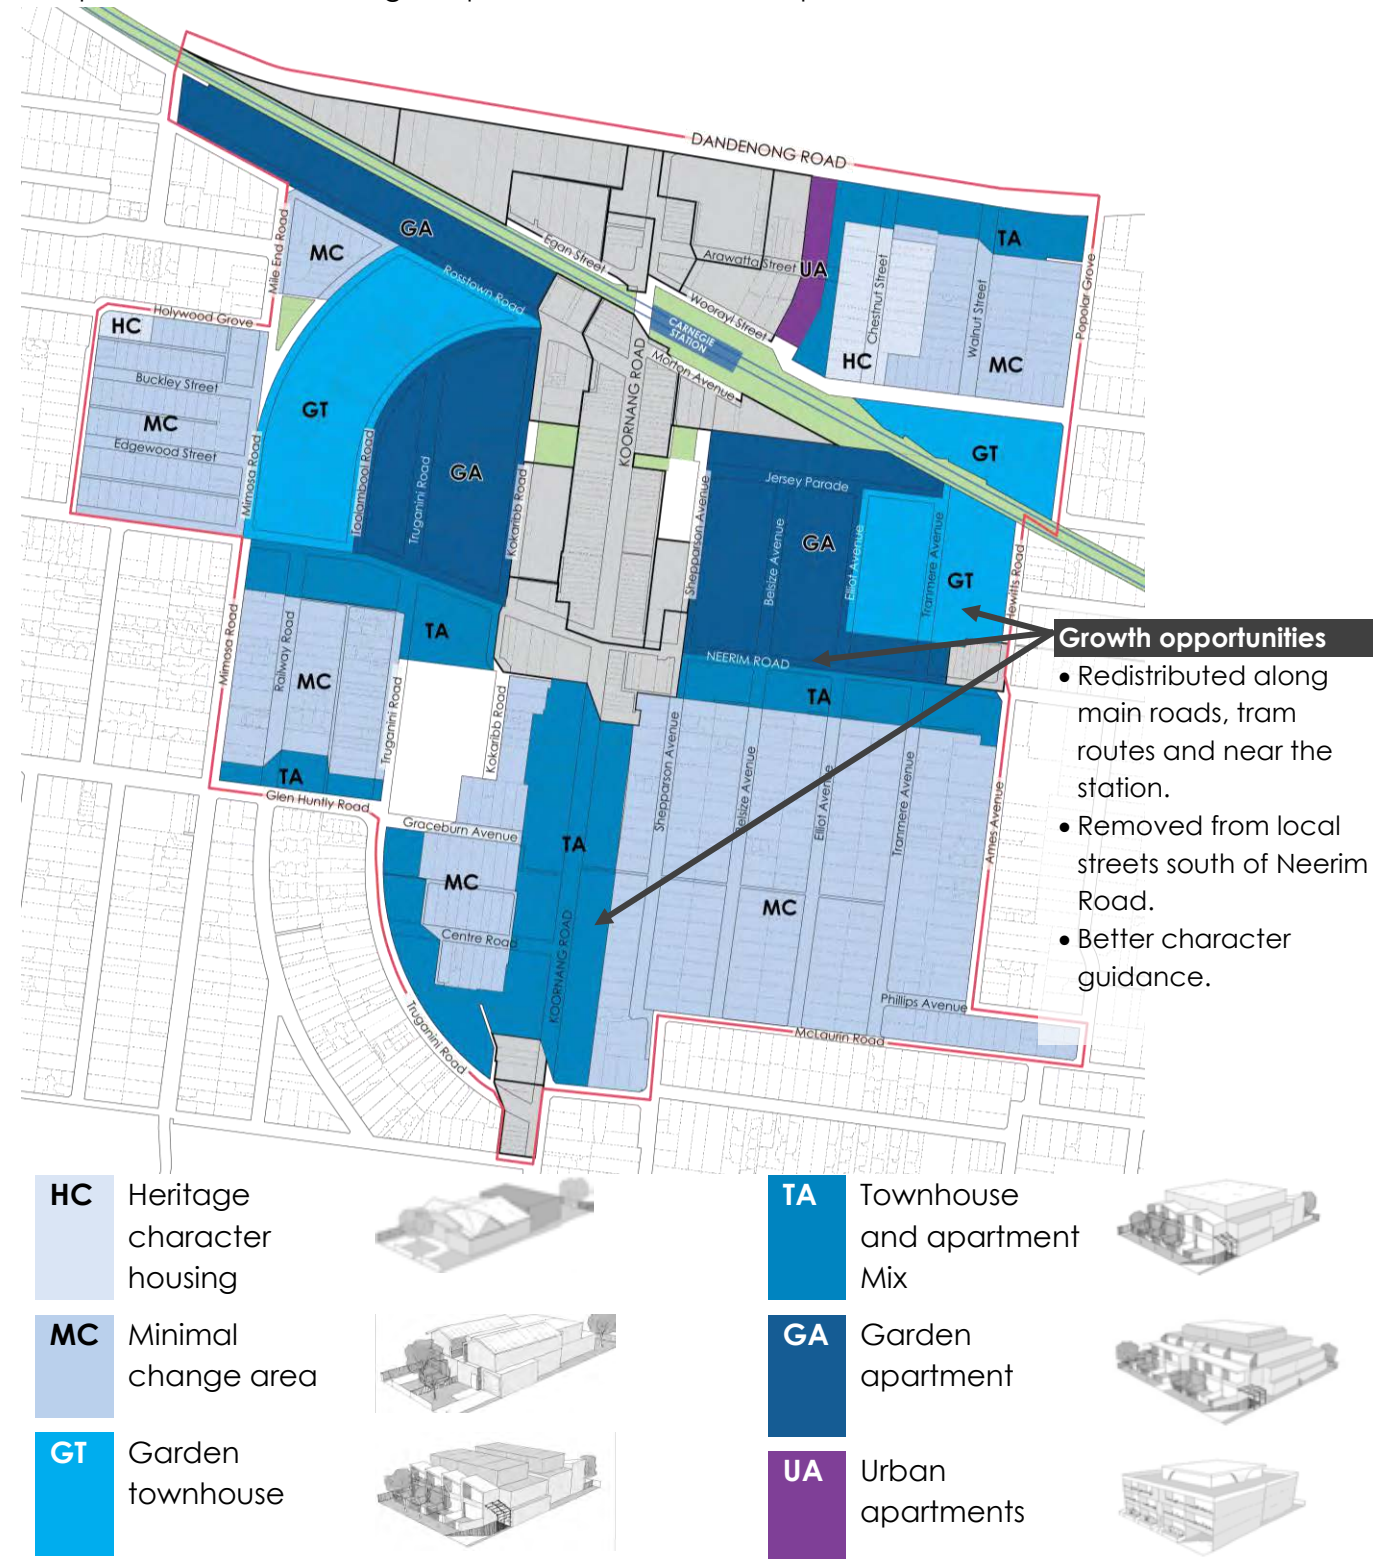 DANDENONG ROAD
GA
Egan Street
Arawatta Street
UA
TA
Mile End Road
MC
Rosstown Road
Woorayl Street
Chestnut Street
Walnut Street
Popolar Grove
Holywood Grove
HC
CARNEGIE
STATION
HC
MC
Morton Avenue
Buckley Street
MC
Edgewood Street
GT
KOORNANG ROAD
GT
Mimosa Road
Toolambool Road
Truganini Road
GA
Kokaribb Road
Shepparson Avenue
Jersey Parade
Belsize Avenue
GA
Elliot Avenue
Tranmere Avenue
GT
Hewitts Road
Mimosa Road
Railway Road
MC
TA
Truganini Road
NEERIM ROAD
TA
Growth opportunities
• Redistributed along
main roads, tram
routes and near the
station.
• Removed from local
streets south of Neerim
Road.
• Better character
guidance.
Kokaribb Road
TA
Glen Huntly Road
Graceburn Avenue
Shepparson Avenue
Belsize Avenue
Elliot Avenue
Tranmere Avenue
Ames Avenue
TA
MC
MC
Centre Road
KOORNANG ROAD
Truganini Road
Phillips Avenue
McLaurin Road
HC Heritage
character
housing
MC Minimal
change area
GT Garden
townhouse
TA Townhouse
and apartment
Mix
GA Garden
apartment
UA Urban
apartments